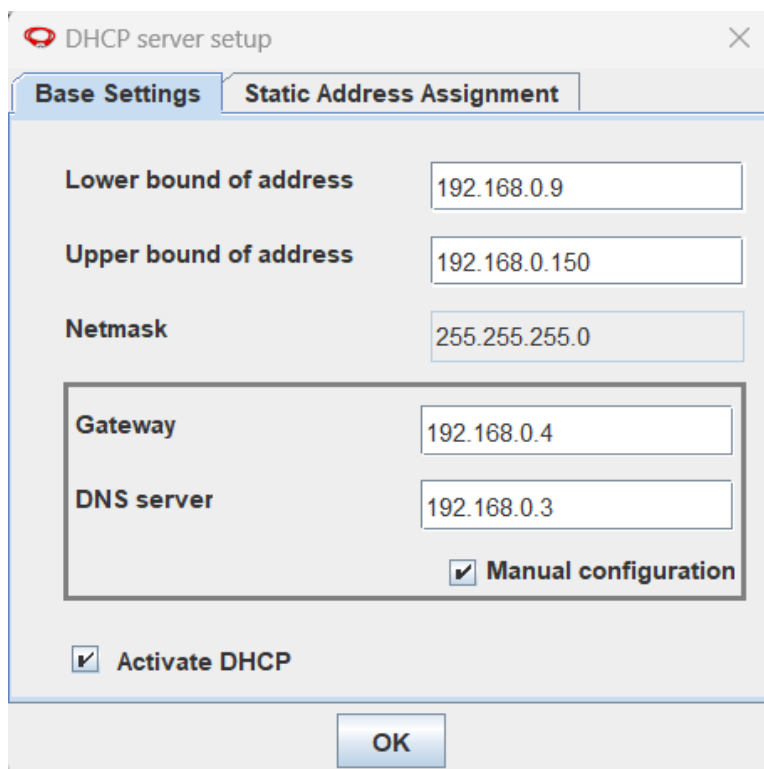 DHCP server setup
Base Settings
Static Address Assignment
Lower bound of address
192.168.0.9
Upper bound of address
192.168.0.150
Netmask
255.255.255.0
Gateway
192.168.0.4
DNS server
192.168.0.3
Manual configuration
Activate DHCP
OK